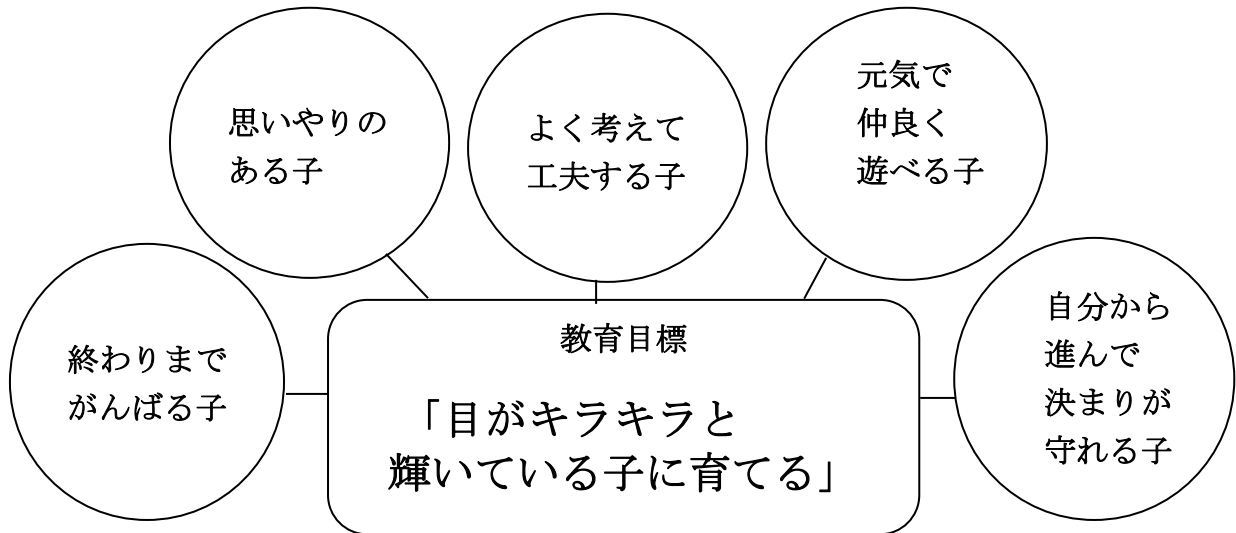 思いやりの
ある子
よく考えて
工夫する子
元気で
仲良く
遊べる子
終わりまで
がんばる子
自分から
進んで
決まりが
守れる子
教育目標
「目がキラキラと
輝いている子に育てる」